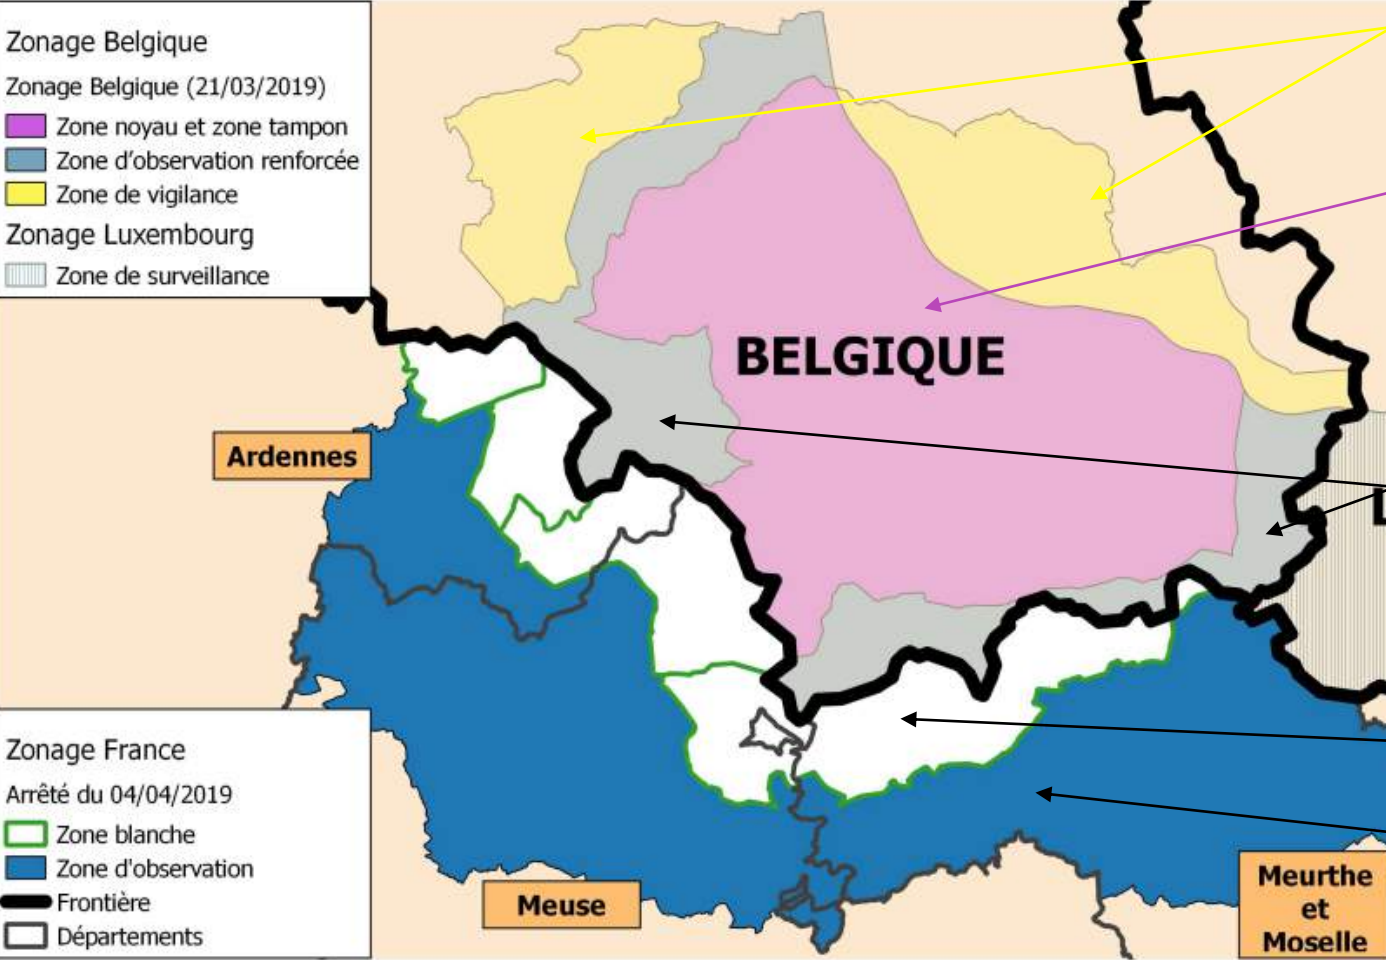 Zonage Belgique
Zonage Belgique (21/03/2019)
Zone noyau et zone tampon
Zone d'observation renforcée
Zone de vigilance
Zonage Luxembourg
Zone de surveillance
BELGIQUE
Ardennes
L
Zonage France
Arrêté du 04/04/2019
Zone blanche
Zone d'observation
Frontière
Départements
Meuse
Meurthe
et
Moselle